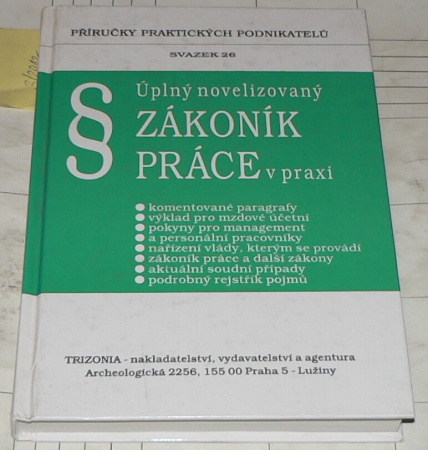 PŘÍRUČKY PRAKTICKÝCH PODNIKATELŮ
SVAZEK 26
§ Úplný novelizovaný
ZÁKONÍK
PRÁCE v praxi
● komentované paragrafy
● výklad pro mzdové účetní
● pokyny pro management
● a personální pracovníky
● nařízení vlády, kterým se provádí
● zákoník práce a další zákony
● aktuální soudní případy
● podrobný rejstřík pojmů
TRIZONIA - nakladatelství, vydavatelství a agentura
Archeologická 2256, 155 00 Praha 5 - Lužiny